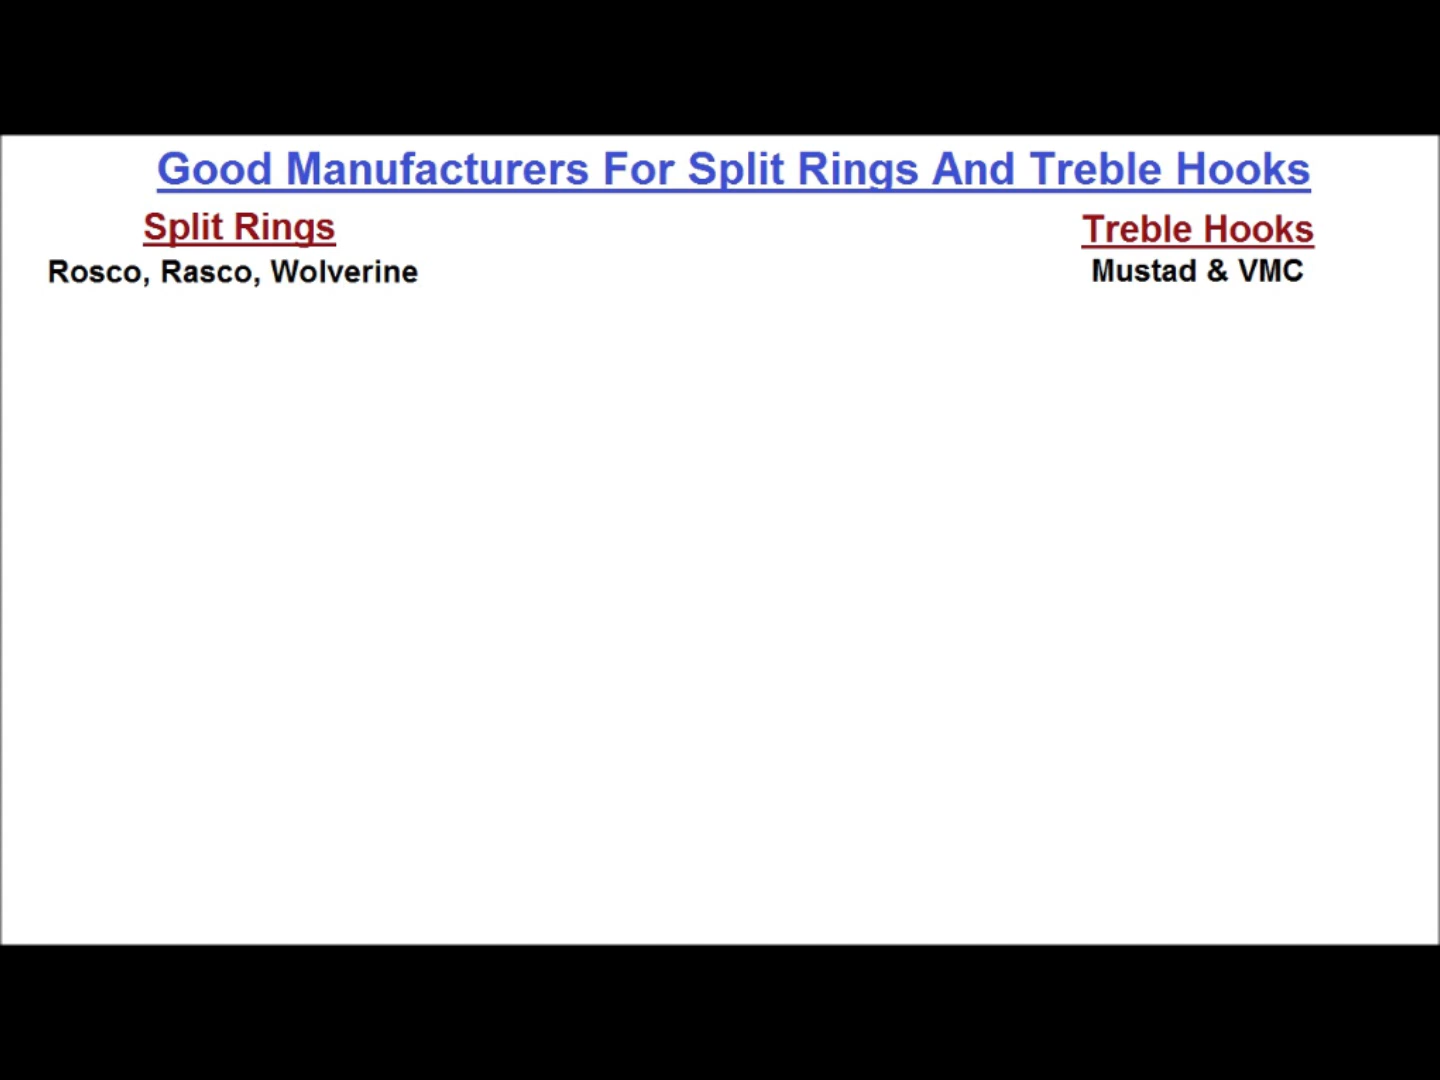 Good Manufacturers For Split Rings And Treble Hooks
Split Rings
Rosco, Rasco, Wolverine
Treble Hooks
Mustad & VMC